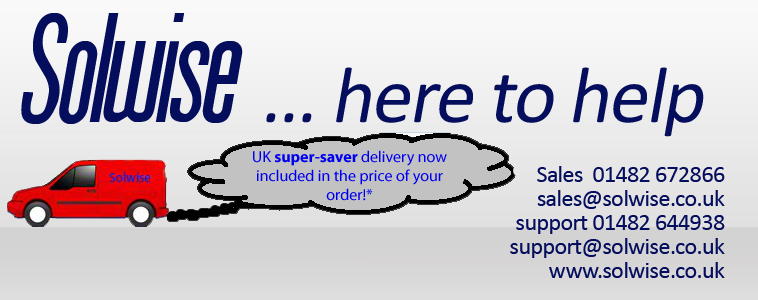 Solwise ... here to help
Solwise
UK super-saver delivery now
included in the price of your
order!*
Sales 01482 672866
sales@solwise.co.uk
support 01482 644938
support@solwise.co.uk
www.solwise.co.uk